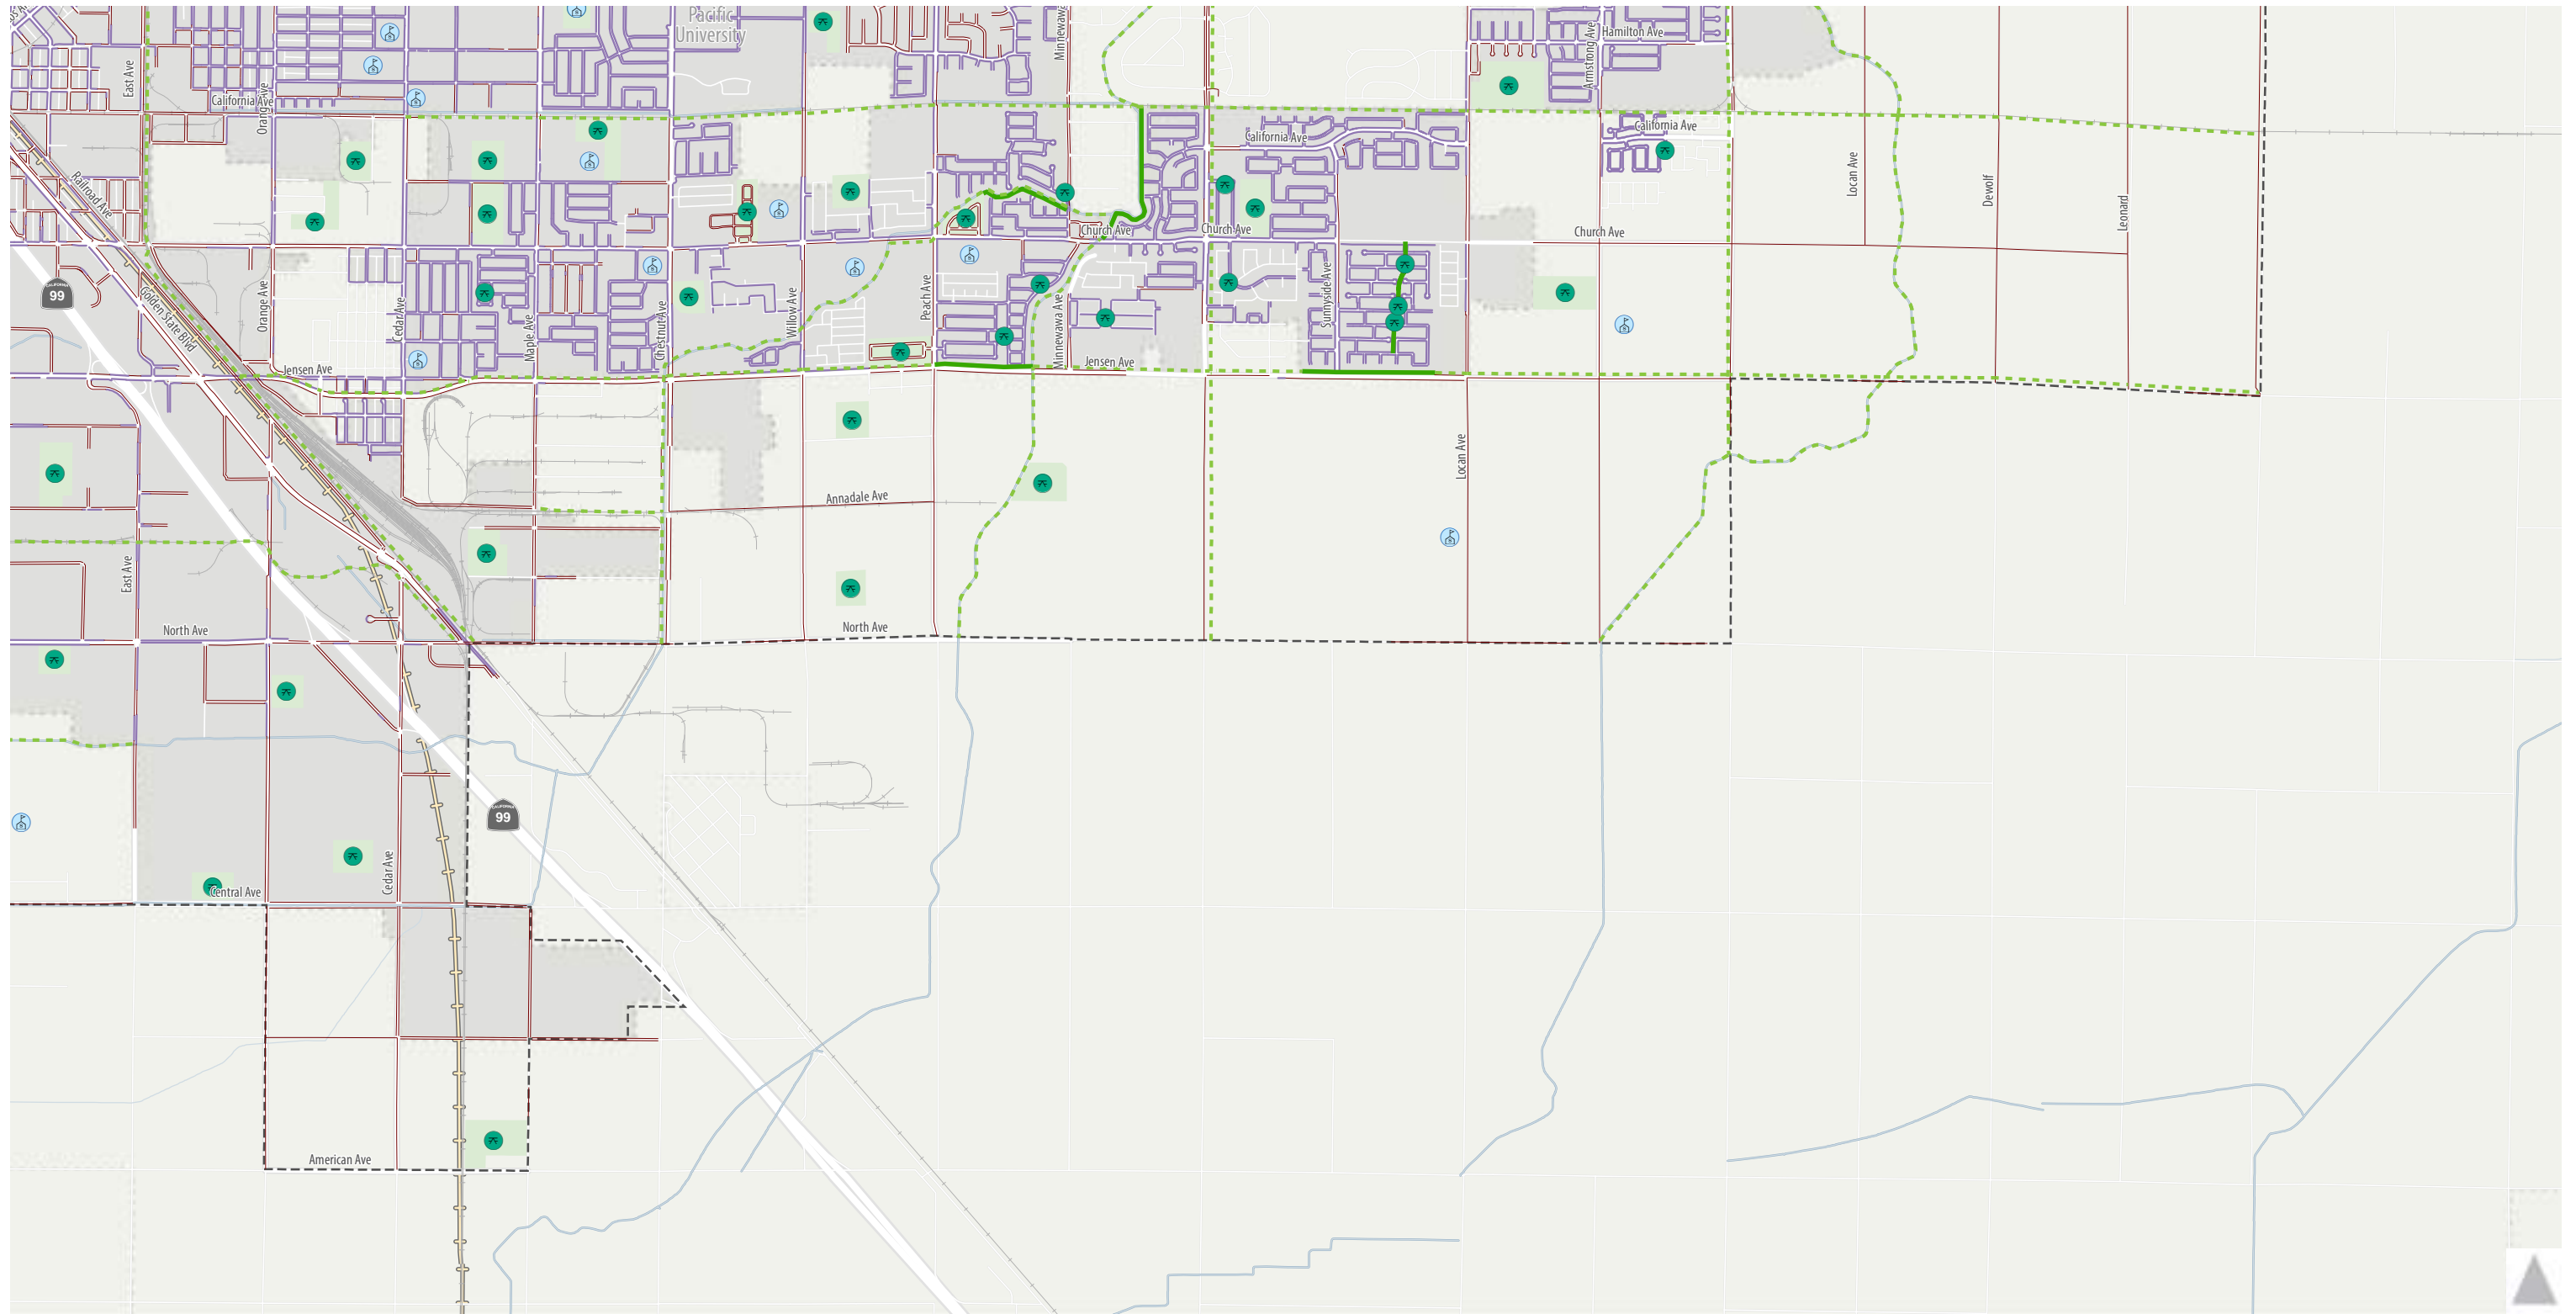 Pacific
University
Minnewawa
Armstrong Ave
Hamilton Ave
East Ave
California Ave
Orange Ave
California Ave
California Ave
Railroad Ave
Locan Ave
Dewolf
Leonard
Church Ave
Church Ave
Church Ave
CALIFORNIA
99
Golden State Blvd
Orange Ave
Cedar Ave
Maple Ave
Chestnut Ave
Willow Ave
Peach Ave
Minnewawa Ave
Sunnyside Ave
Jensen Ave
Jensen Ave
Locan Ave
Annadale Ave
East Ave
North Ave
North Ave
CALIFORNIA
99
Cedar Ave
Central Ave
American Ave